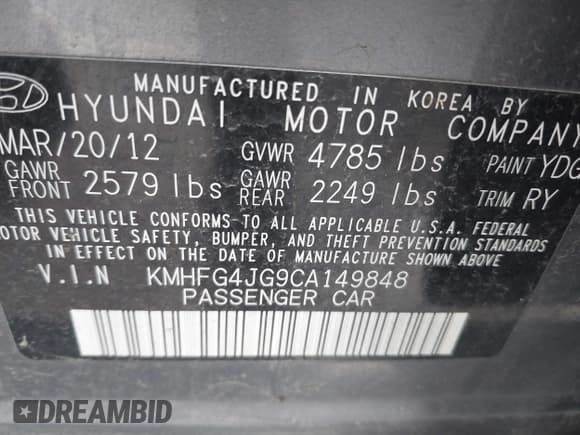 MANUFACTURED IN KOREA BY
HYUNDAI MOTOR COMPANY
MAR/20/12 GVWR 4785 lbs PAINT YDG
GAWR FRONT 2579 lbs GAWR REAR 2249 lbs TRIM RY
THIS VEHICLE CONFORMS TO ALL APPLICABLE U.S.A. FEDERAL
MOTOR VEHICLE SAFETY, BUMPER, AND THEFT PREVENTION STANDARDS
IN EFFECT ON THE DATE OF MANUFACTURE SHOWN ABOVE.
V.I.N KMHFG4JG9CA149848
PASSENGER CAR
DREAMBID